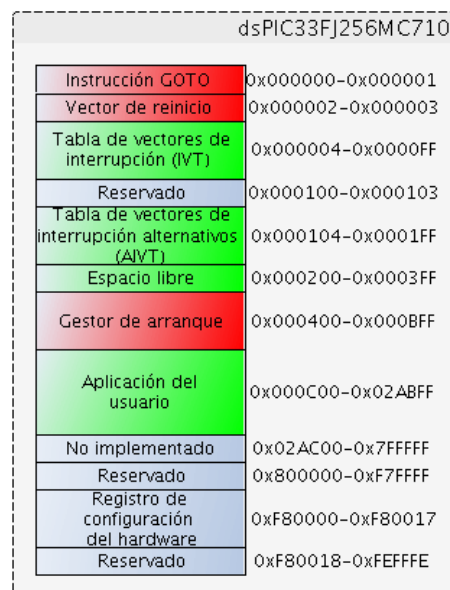 dsPIC33FJ256MC710
Instrucción GOTO 0x000000-0x000001
Vector de reinicio 0x000002-0x000003
Tabla de vectores de
interrupción (IVT) 0x000004-0x0000FF
Reservado 0x000100-0x000103
Tabla de vectores de
interrupción alternativos
(AIVT) 0x000104-0x0001FF
Espacio libre 0x000200-0x0003FF
Gestor de arranque 0x000400-0x000BFF
Aplicación del
usuario 0x000C00-0x02ABFF
No implementado 0x02AC00-0x7FFFFF
Reservado 0x800000-0xF7FFFF
Registro de
configuración
del hardware 0xF80000-0xF80017
Reservado 0xF80018-0xFEFFFE